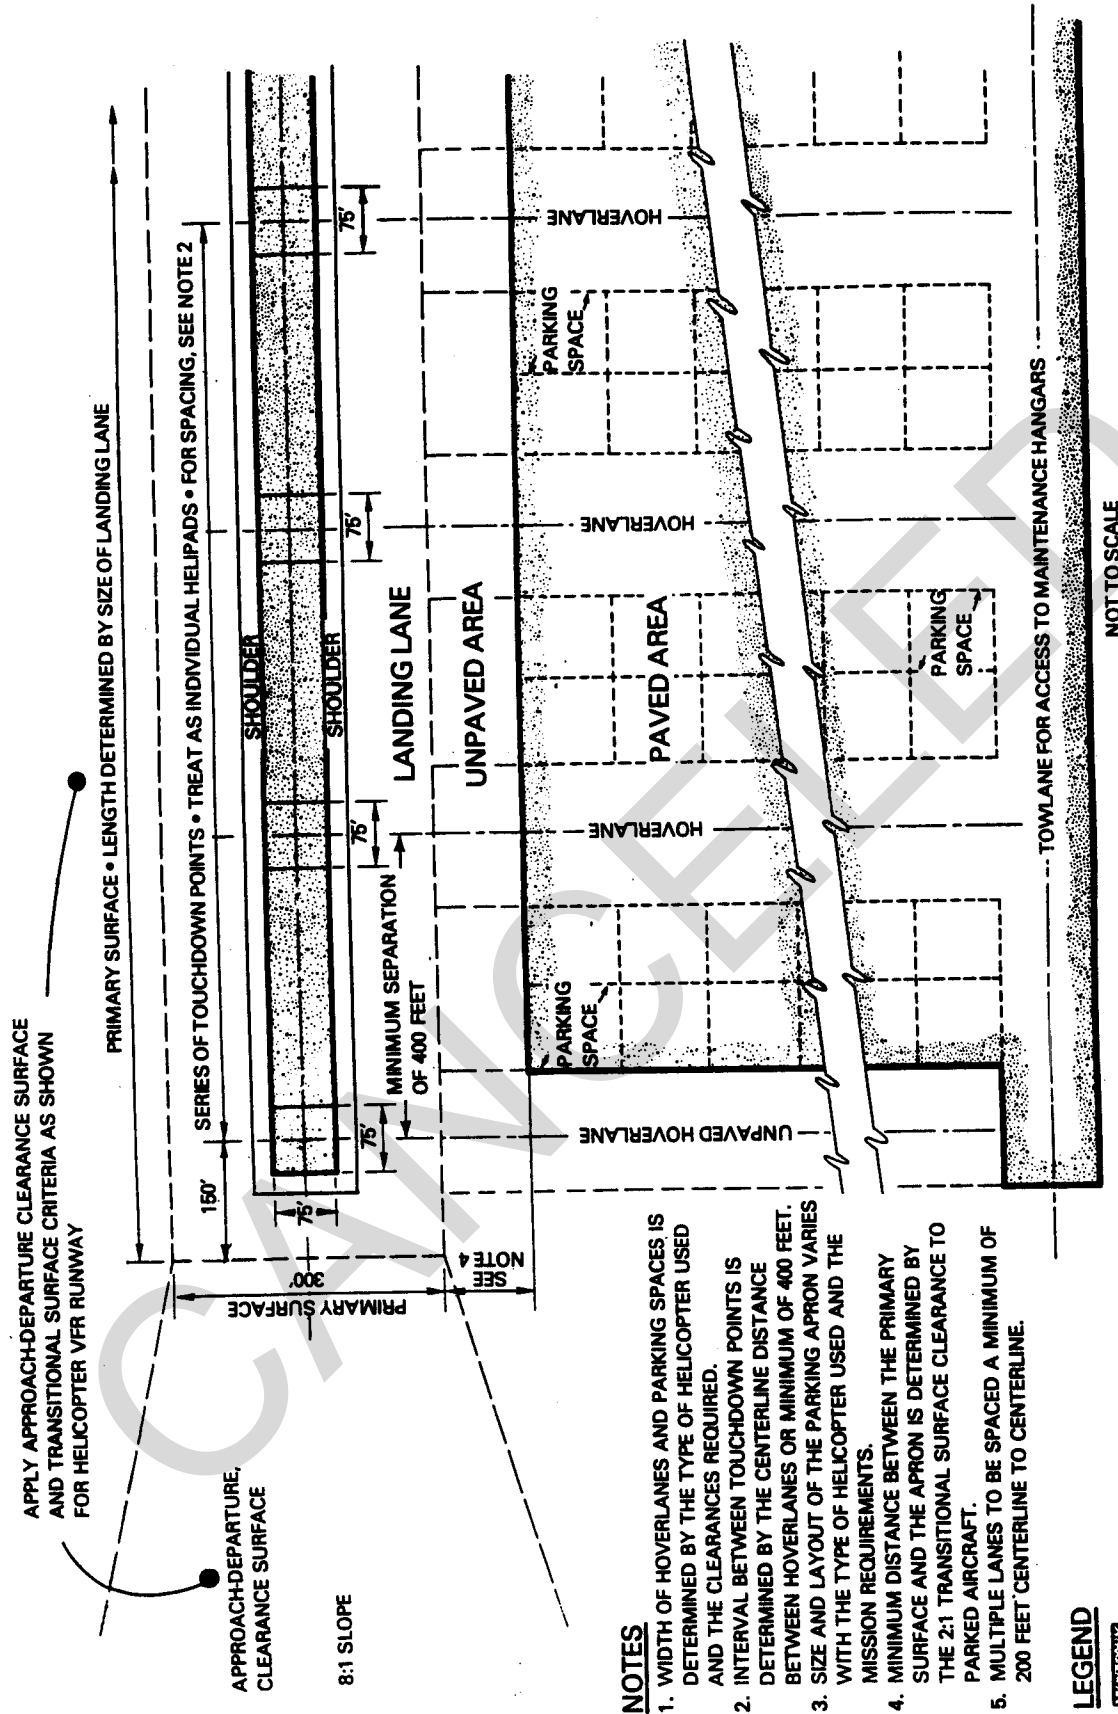 APPLY APPROACH-DEPARTURE CLEARANCE SURFACE
AND TRANSITIONAL SURFACE CRITERIA AS SHOWN
FOR HELICOPTER VFR RUNWAY
PRIMARY SURFACE • LENGTH DETERMINED BY SIZE OF LANDING LANE
SERIES OF TOUCHDOWN POINTS • TREAT AS INDIVIDUAL HELIPADS • FOR SPACING, SEE NOTE 2
150'
SHOULDER
SHOULDER
75'
75'
75'
75'
75'
300'
PRIMARY SURFACE
SEE
NOTE 4
MINIMUM SEPARATION
OF 400 FEET
LANDING LANE
UNPAVED AREA
PAVED AREA
UNPAVED HOVERLANE
HOVERLANE
HOVERLANE
HOVERLANE
PARKING
SPACE
PARKING
SPACE
PARKING
SPACE
TOWLANE FOR ACCESS TO MAINTENANCE HANGARS
NOT TO SCALE
APPROACH-DEPARTURE,
CLEARANCE SURFACE
8:1 SLOPE
NOTES
1. WIDTH OF HOVERLANES AND PARKING SPACES IS
DETERMINED BY THE TYPE OF HELICOPTER USED
AND THE CLEARANCES REQUIRED.
2. INTERVAL BETWEEN TOUCHDOWN POINTS IS
DETERMINED BY THE CENTERLINE DISTANCE
BETWEEN HOVERLANES OR MINIMUM OF 400 FEET.
3. SIZE AND LAYOUT OF THE PARKING APRON VARIES
WITH THE TYPE OF HELICOPTER USED AND THE
MISSION REQUIREMENTS.
4. MINIMUM DISTANCE BETWEEN THE PRIMARY
SURFACE AND THE APRON IS DETERMINED BY
THE 2:1 TRANSITIONAL SURFACE CLEARANCE TO
PARKED AIRCRAFT.
5. MULTIPLE LANES TO BE SPACED A MINIMUM OF
200 FEET CENTERLINE TO CENTERLINE.
LEGEND
CANCELED